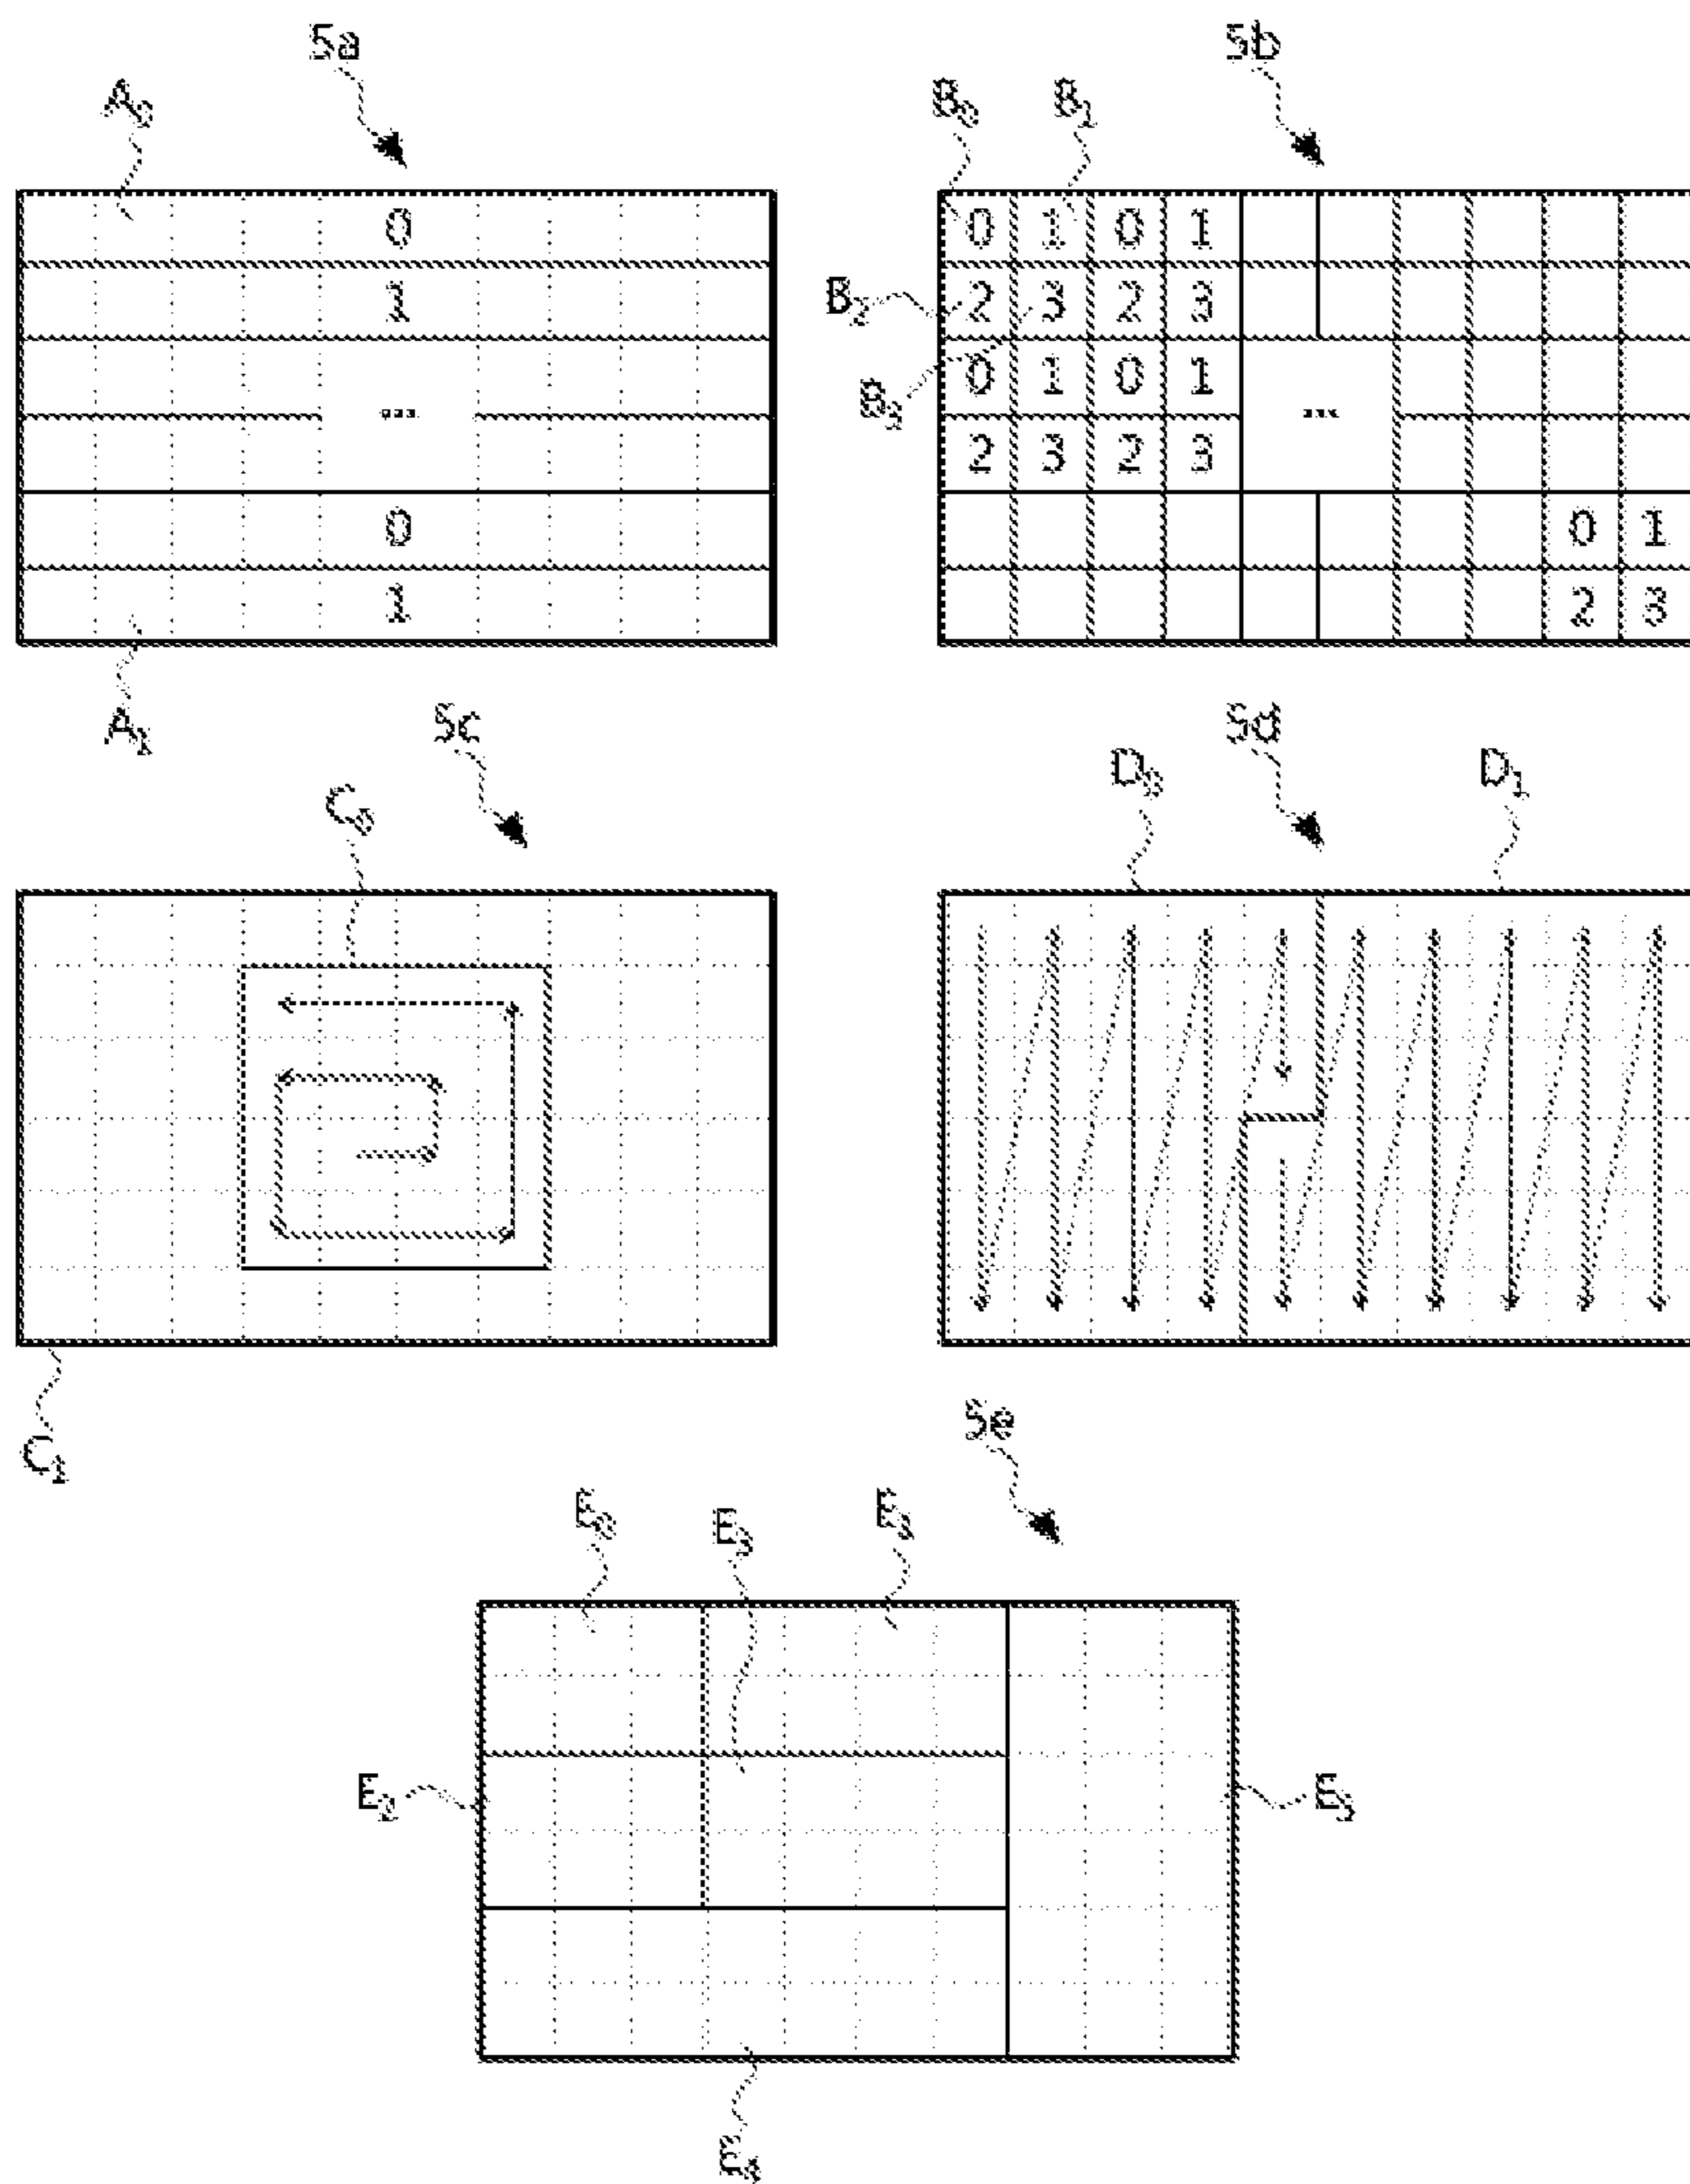 5a 5b
A₀ B₀ B₁
0 0 1 0 1
1 B₂ 2 3 2 3
0 1 0 1
... B₃ ...
2 3 2 3
0 0 1
1 2 3
A₁ 5c 5d
C₀ D₀ D₁
C₁
5e
E₀ E₃ E₁
E₂ E₅
E₄